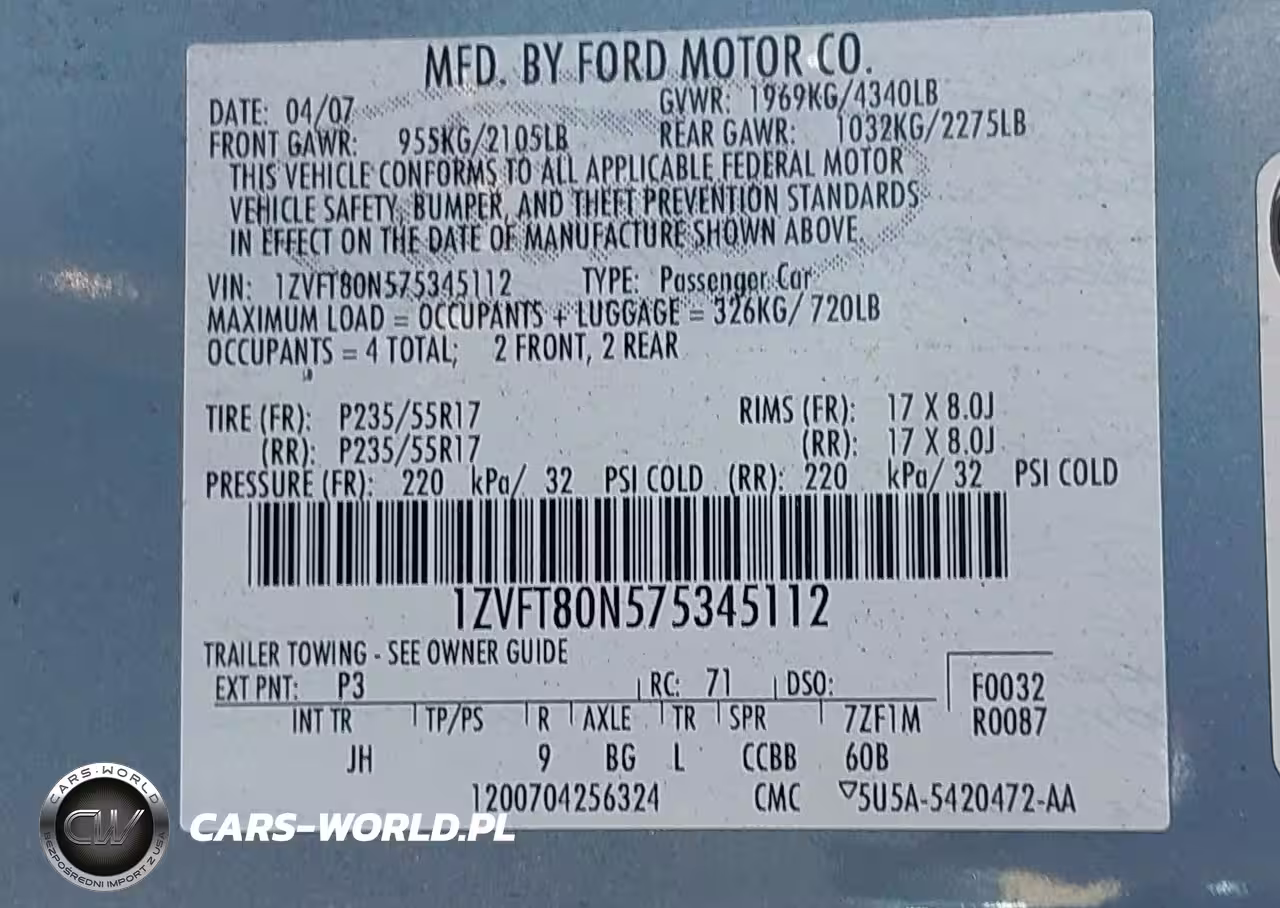 MFD. BY FORD MOTOR CO.
DATE: 04/07 GVWR: 1969KG/4340LB
FRONT GAWR: 955KG/2105LB REAR GAWR: 1032KG/2275LB
THIS VEHICLE CONFORMS TO ALL APPLICABLE FEDERAL MOTOR
VEHICLE SAFETY, BUMPER, AND THEFT PREVENTION STANDARDS
IN EFFECT ON THE DATE OF MANUFACTURE SHOWN ABOVE.
VIN: 1ZVFT80N575345112 TYPE: Passenger Car
MAXIMUM LOAD = OCCUPANTS + LUGGAGE = 326KG/ 720LB
OCCUPANTS = 4 TOTAL; 2 FRONT, 2 REAR
TIRE (FR): P235/55R17 RIMS (FR): 17 X 8.0J
(RR): P235/55R17 (RR): 17 X 8.0J
PRESSURE (FR): 220 kPa/ 32 PSI COLD (RR): 220 kPa/ 32 PSI COLD
1ZVFT80N575345112
TRAILER TOWING - SEE OWNER GUIDE
EXT PNT: P3 RC: 71 DSO: F0032
INT TR TP/PS R AXLE TR SPR 7ZF1M R0087
JH 9 BG L CCBB 60B
1200704256324 CMC ▽5U5A-5420472-AA
CARS-WORLD
CW
BEZPOŚREDNI IMPORT Z USA
CARS-WORLD.PL